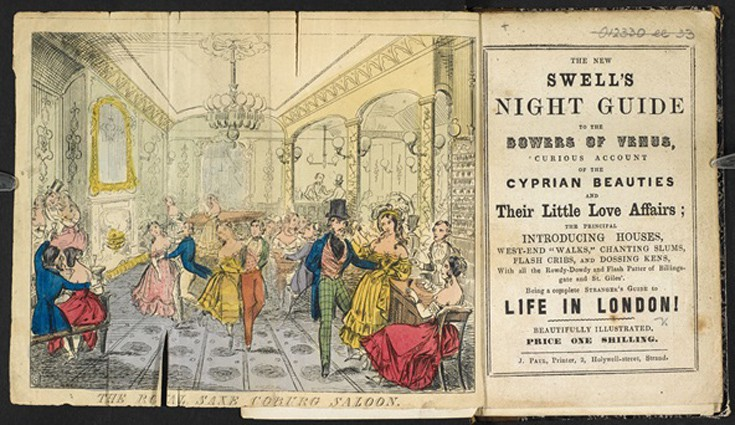 THE ROYAL SAXE COBURG SALOON.
012330 ee 33
THE NEW
SWELL'S
NIGHT GUIDE
TO THE
BOWERS OF VENUS,
CURIOUS ACCOUNT
OF THE
CYPRIAN BEAUTIES
AND
Their Little Love Affairs;
THE PRINCIPAL
INTRODUCING HOUSES,
WEST-END "WALKS," CHANTING SLUMS,
FLASH CRIBS, AND DOSSING KENS,
With all the Rowdy-Dowdy and Flash Patter of Billings-
gate and St. Giles'.
Being a complete STRANGER'S GUIDE to
LIFE IN LONDON!
BEAUTIFULLY ILLUSTRATED,
PRICE ONE SHILLING.
J. PAUL, Printer, 2, Holywell-street, Strand.